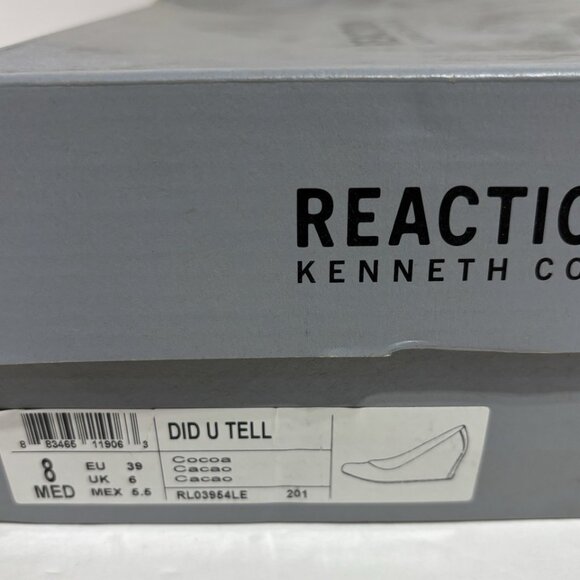 REACTIO
KENNETH CO
8 83465 11906 3
DID U TELL
8 MED
EU 39
UK 6
MEX 5.5
Cocoa
Cacao
Cacao
RL03954LE 201